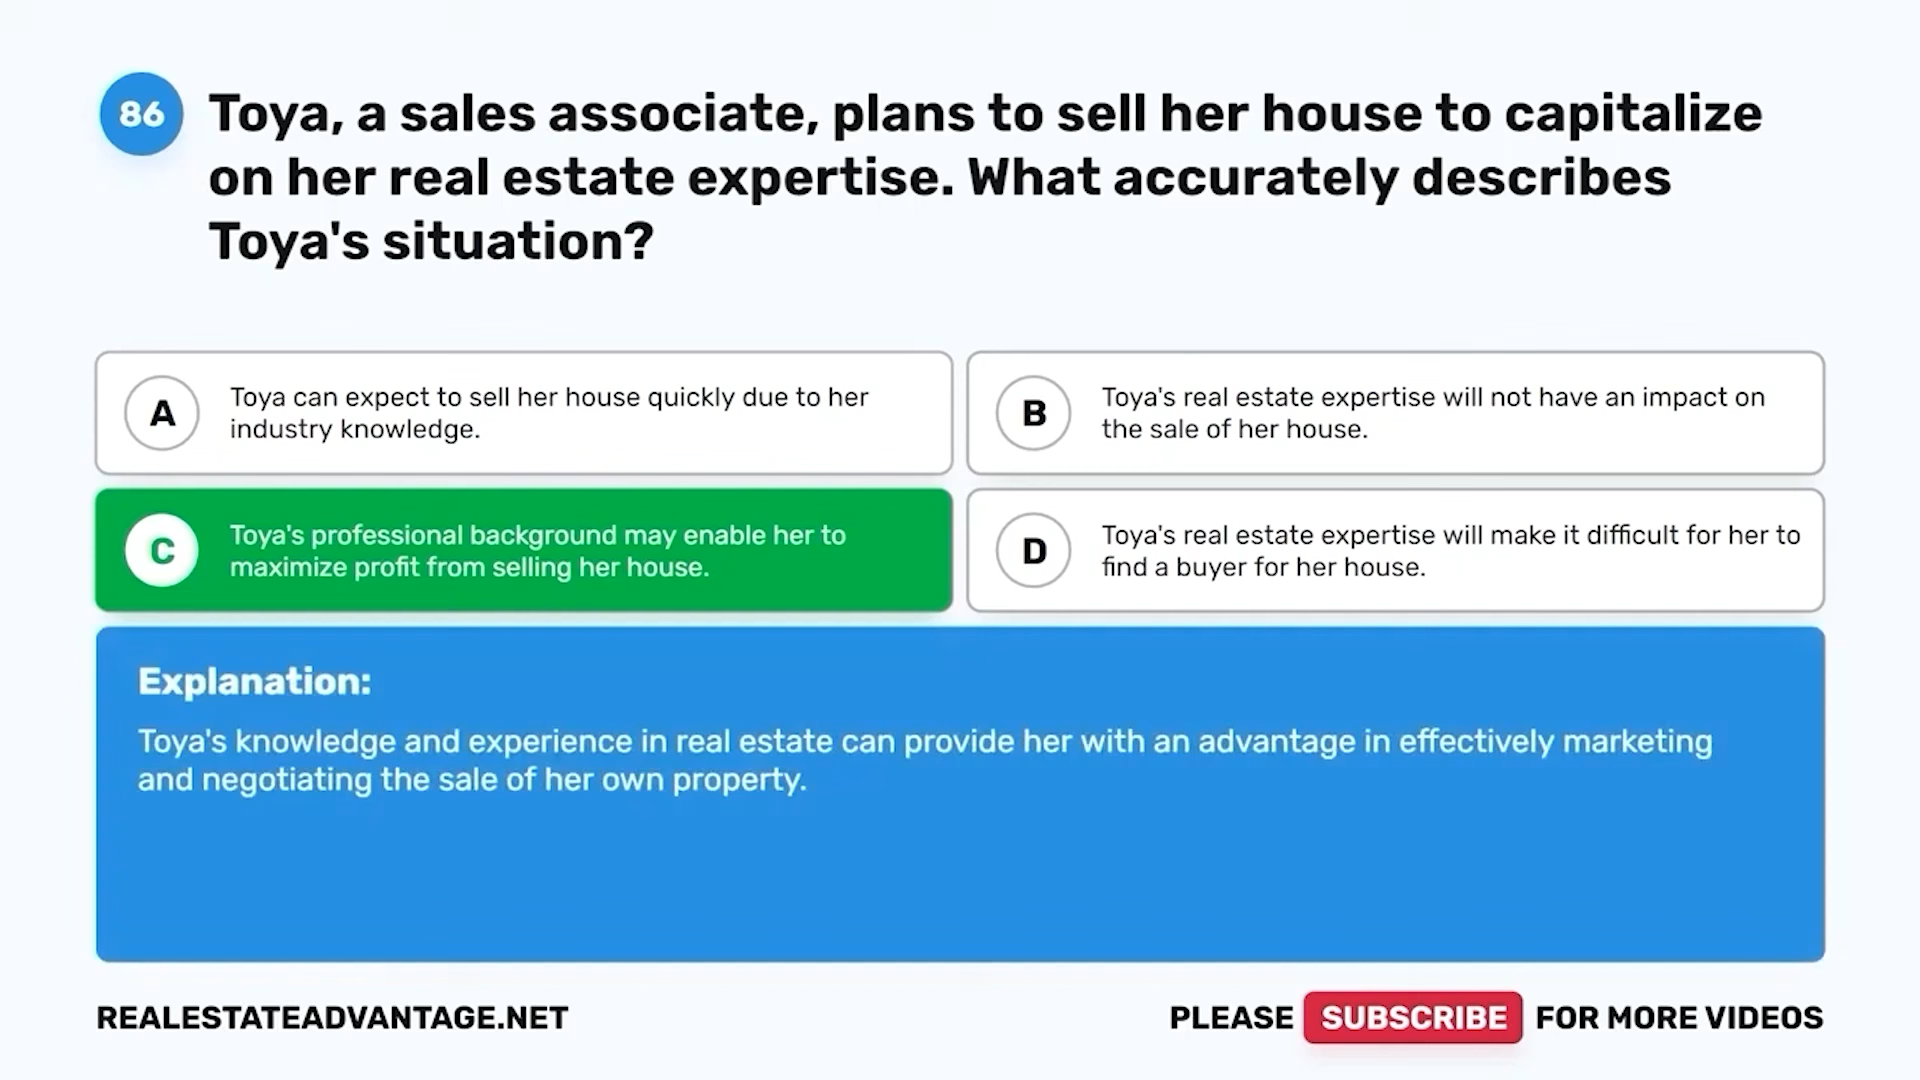 86
Toya, a sales associate, plans to sell her house to capitalize
on her real estate expertise. What accurately describes
Toya's situation?
A
Toya can expect to sell her house quickly due to her
industry knowledge.
B
Toya's real estate expertise will not have an impact on
the sale of her house.
C
Toya's professional background may enable her to
maximize profit from selling her house.
D
Toya's real estate expertise will make it difficult for her to
find a buyer for her house.
Explanation:
Toya's knowledge and experience in real estate can provide her with an advantage in effectively marketing
and negotiating the sale of her own property.
REALESTATEADVANTAGE.NET
PLEASE SUBSCRIBE FOR MORE VIDEOS